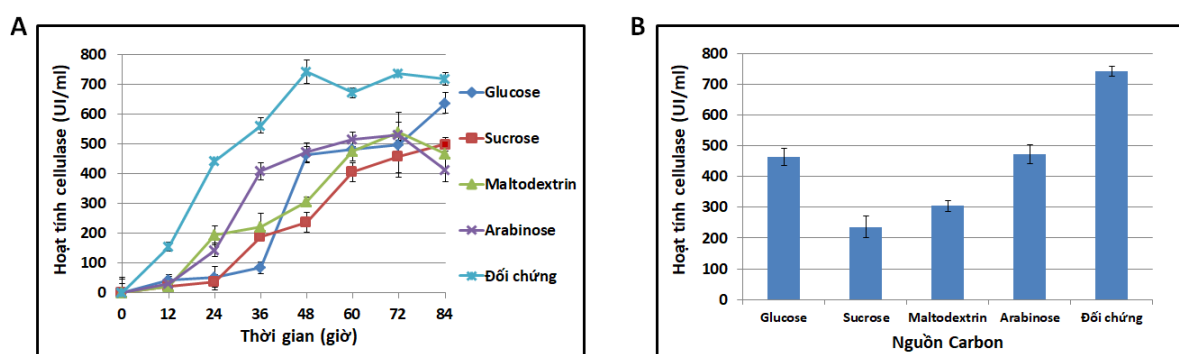 A
Hoạt tính cellulase (UI/ml)
800
700
600
500
400
300
200
100
0
0 12 24 36 48 60 72 84
Thời gian (giờ)
Glucose
Sucrose
Maltodextrin
Arabinose
Đối chứng
B
Hoạt tính cellulase (UI/ml)
800
700
600
500
400
300
200
100
0
Glucose Sucrose Maltodextrin Arabinose Đối chứng
Nguồn Carbon